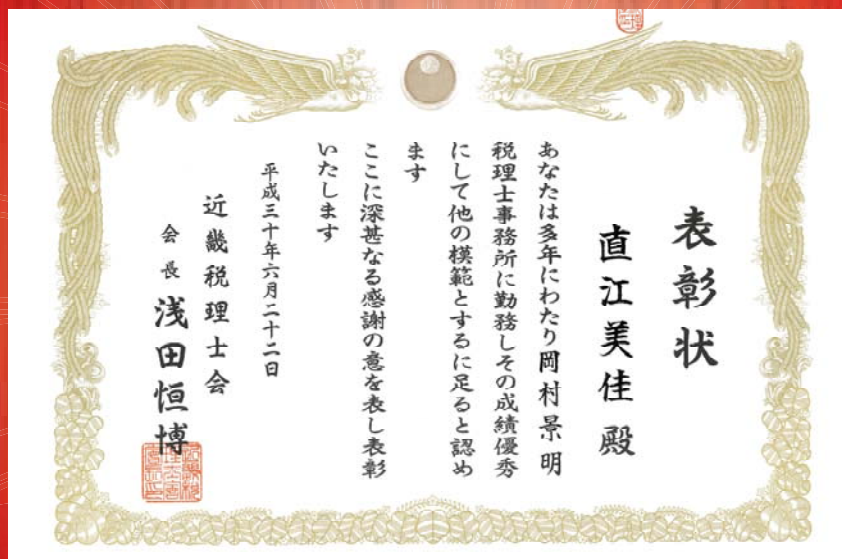 表彰状
直江美佳 殿
あなたは多年にわたり岡村景明
税理士事務所に勤務しその成績優秀
にして他の模範とするに足ると認め
ます
ここに深甚なる感謝の意を表し表彰
いたします
平成三十年六月二十二日
近畿税理士会
会長 浅田恒博